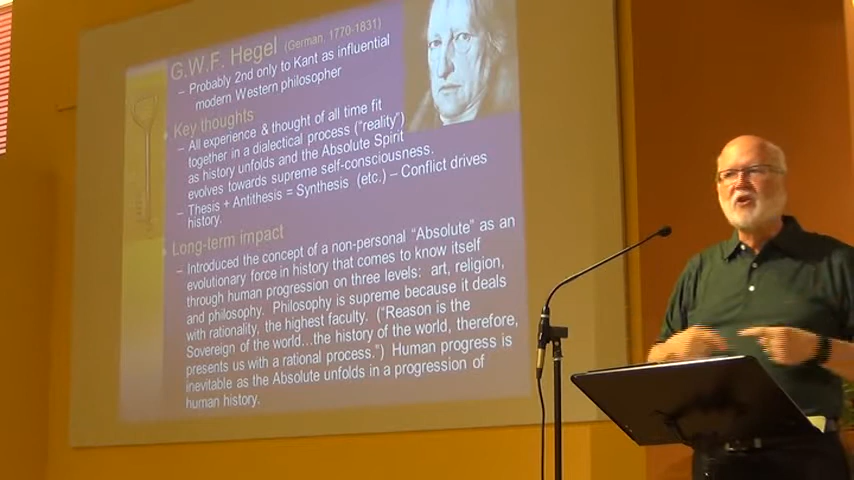 G.W.F. Hegel (German, 1770-1831)
– Probably 2nd only to Kant as influential
modern Western philosopher
Key thoughts
– All experience & thought of all time fit
together in a dialectical process ("reality")
as history unfolds and the Absolute Spirit
evolves towards supreme self-consciousness.
– Thesis + Antithesis = Synthesis (etc.) – Conflict drives
history.
Long-term impact
– Introduced the concept of a non-personal "Absolute" as an
evolutionary force in history that comes to know itself
through human progression on three levels: art, religion,
and philosophy. Philosophy is supreme because it deals
with rationality, the highest faculty. ("Reason is the
Sovereign of the world…the history of the world, therefore,
presents us with a rational process.") Human progress is
inevitable as the Absolute unfolds in a progression of
human history.